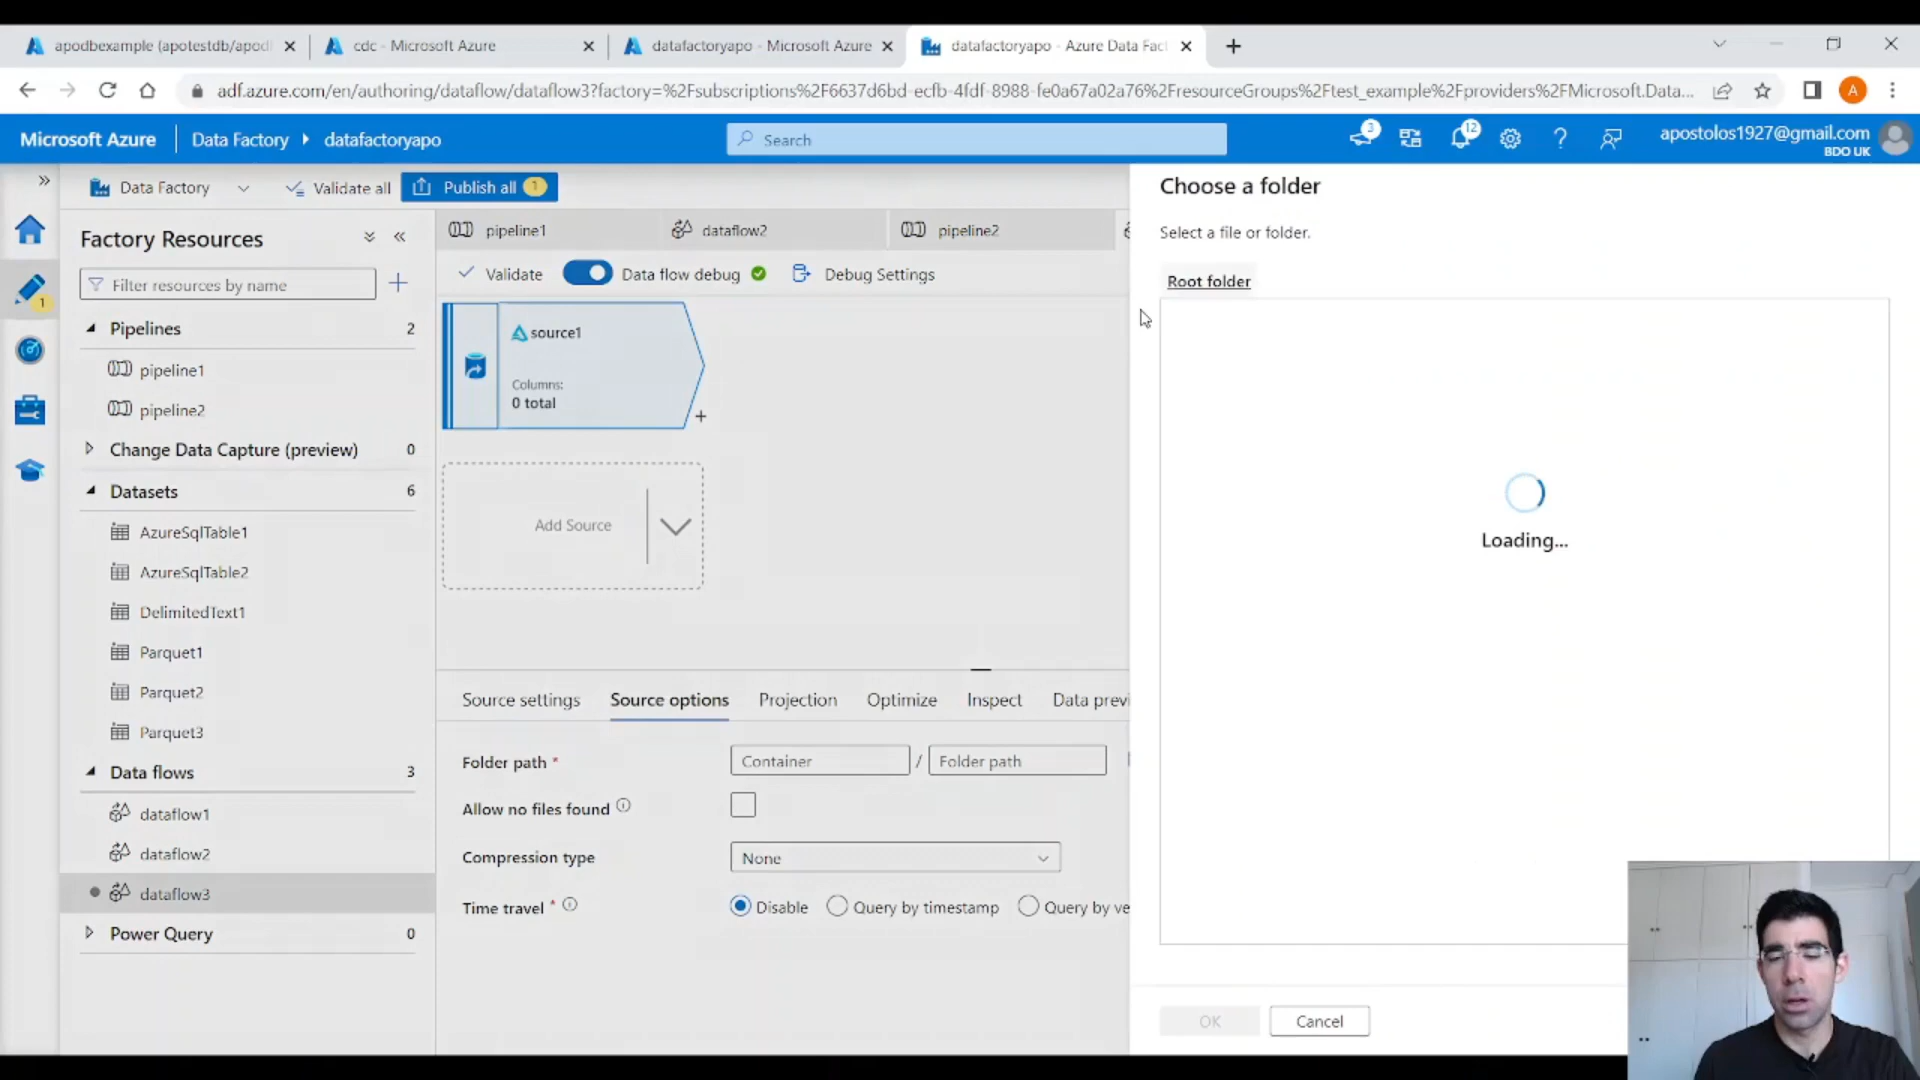 apodbexample (apotestdb/apod
cdc - Microsoft Azure
datafactoryapo - Microsoft Azure
datafactoryapo - Azure Data Fact
adf.azure.com/en/authoring/dataflow/dataflow3?factory=%2Fsubscriptions%2F6637d6bd-ecfb-4fdf-8988-fe0a67a02a76%2FresourceGroups%2Ftest_example%2Fproviders%2FMicrosoft.Data...
A
Microsoft Azure
Data Factory
datafactoryapo
Search
3
12
apostolos1927@gmail.com
BDO UK
Data Factory
Validate all
Publish all 1
Factory Resources
Filter resources by name
1
Pipelines 2
pipeline1
pipeline2
Change Data Capture (preview) 0
Datasets 6
AzureSqlTable1
AzureSqlTable2
DelimitedText1
Parquet1
Parquet2
Parquet3
Data flows 3
dataflow1
dataflow2
dataflow3
Power Query 0
pipeline1
dataflow2
pipeline2
Validate
Data flow debug
Debug Settings
source1
Columns:
0 total
Add Source
Source settings
Source options
Projection
Optimize
Inspect
Data previ
Folder path *
Container / Folder path
Allow no files found
Compression type
None
Time travel *
Disable
Query by timestamp
Query by ve
Choose a folder
Select a file or folder.
Root folder
Loading...
OK
Cancel